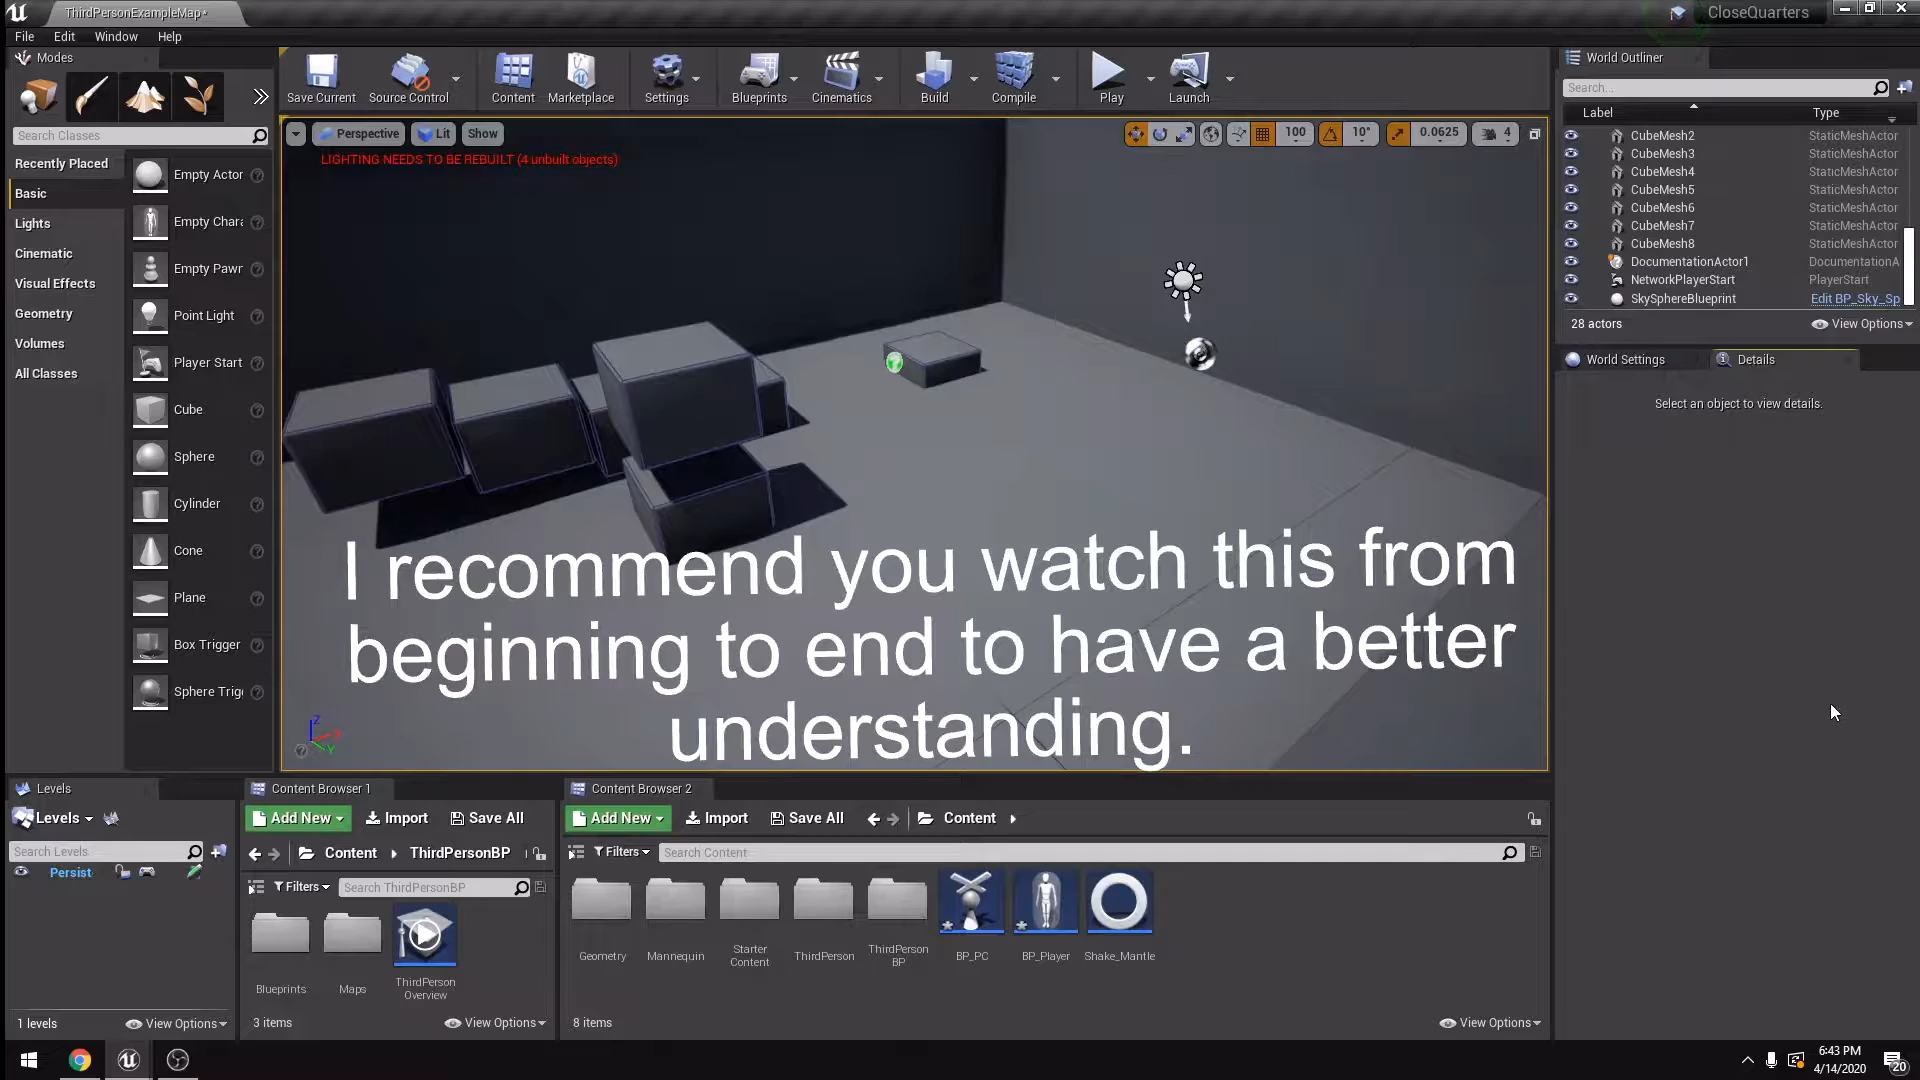 ThirdPersonExampleMap*
CloseQuarters
File Edit Window Help
Modes
Save Current
Source Control
Content
Marketplace
Settings
Blueprints
Cinematics
Build
Compile
Play
Launch
World Outliner
Search...
Label Type
Search Classes
Perspective Lit Show
100 10° 0.0625 4
LIGHTING NEEDS TO BE REBUILT (4 unbuilt objects)
Recently Placed
Basic
Lights
Cinematic
Visual Effects
Geometry
Volumes
All Classes
Empty Actor
Empty Chara
Empty Pawn
Point Light
Player Start
Cube
Sphere
Cylinder
Cone
Plane
Box Trigger
Sphere Trigg
CubeMesh2 StaticMeshActor
CubeMesh3 StaticMeshActor
CubeMesh4 StaticMeshActor
CubeMesh5 StaticMeshActor
CubeMesh6 StaticMeshActor
CubeMesh7 StaticMeshActor
CubeMesh8 StaticMeshActor
DocumentationActor1 DocumentationA
NetworkPlayerStart PlayerStart
SkySphereBlueprint Edit BP_Sky_Sp
28 actors View Options
World Settings Details
Select an object to view details.
I recommend you watch this from
beginning to end to have a better
understanding.
Z
X
Y
Levels
Levels
Search Levels
Persist
1 levels View Options
Content Browser 1
Add New Import Save All
Content ThirdPersonBP
Filters Search ThirdPersonBP
Blueprints
Maps
ThirdPerson
Overview
3 items View Options
Content Browser 2
Add New Import Save All Content
Filters Search Content
Geometry
Mannequin
Starter
Content
ThirdPerson
ThirdPerson
BP
BP_PC
BP_Player
Shake_Mantle
8 items View Options
6:43 PM
4/14/2020
20